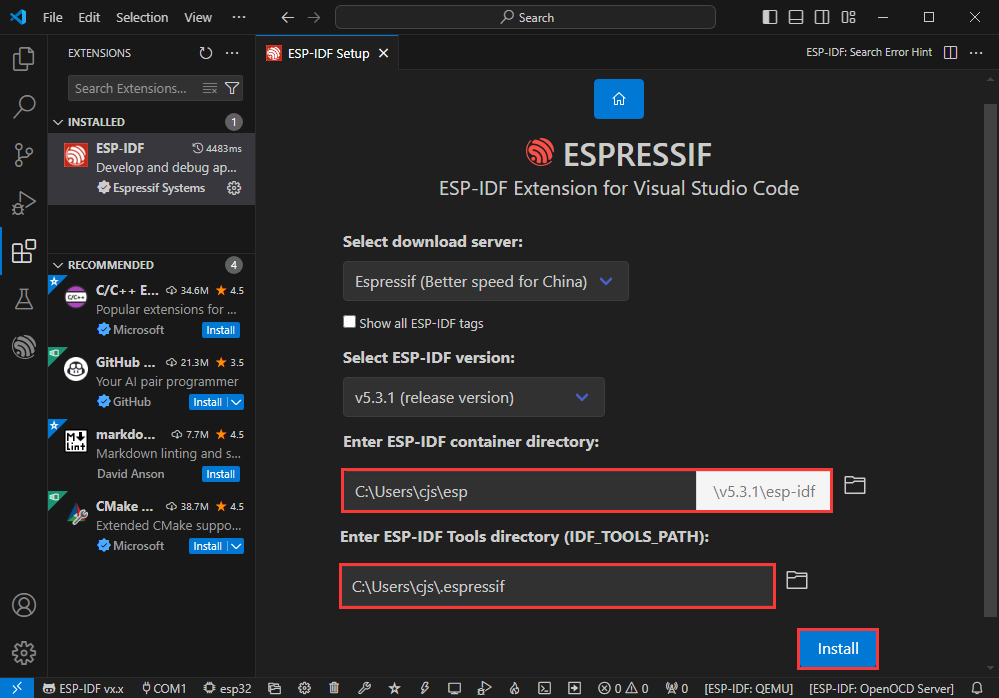 File Edit Selection View ··· Search
EXTENSIONS
ESP-IDF Setup
ESP-IDF: Search Error Hint
Search Extensions...
INSTALLED 1
ESP-IDF 4483ms
Develop and debug ap...
Espressif Systems
RECOMMENDED 4
C/C++ E... 34.6M ★ 4.5
Popular extensions for ...
Microsoft Install
GitHub ... 21.3M ★ 3.5
Your AI pair programmer
GitHub Install
markdo... 7.7M ★ 4.5
Markdown linting and s...
David Anson Install
CMake ... 38.7M ★ 4.5
Extended CMake suppo...
Microsoft Install
ESPRESSIF
ESP-IDF Extension for Visual Studio Code
Select download server:
Espressif (Better speed for China)
Show all ESP-IDF tags
Select ESP-IDF version:
v5.3.1 (release version)
Enter ESP-IDF container directory:
C:\Users\cjs\esp \v5.3.1\esp-idf
Enter ESP-IDF Tools directory (IDF_TOOLS_PATH):
C:\Users\cjs\.espressif
Install
ESP-IDF vx.x COM1 esp32 0 0 0 [ESP-IDF: QEMU] [ESP-IDF: OpenOCD Server]